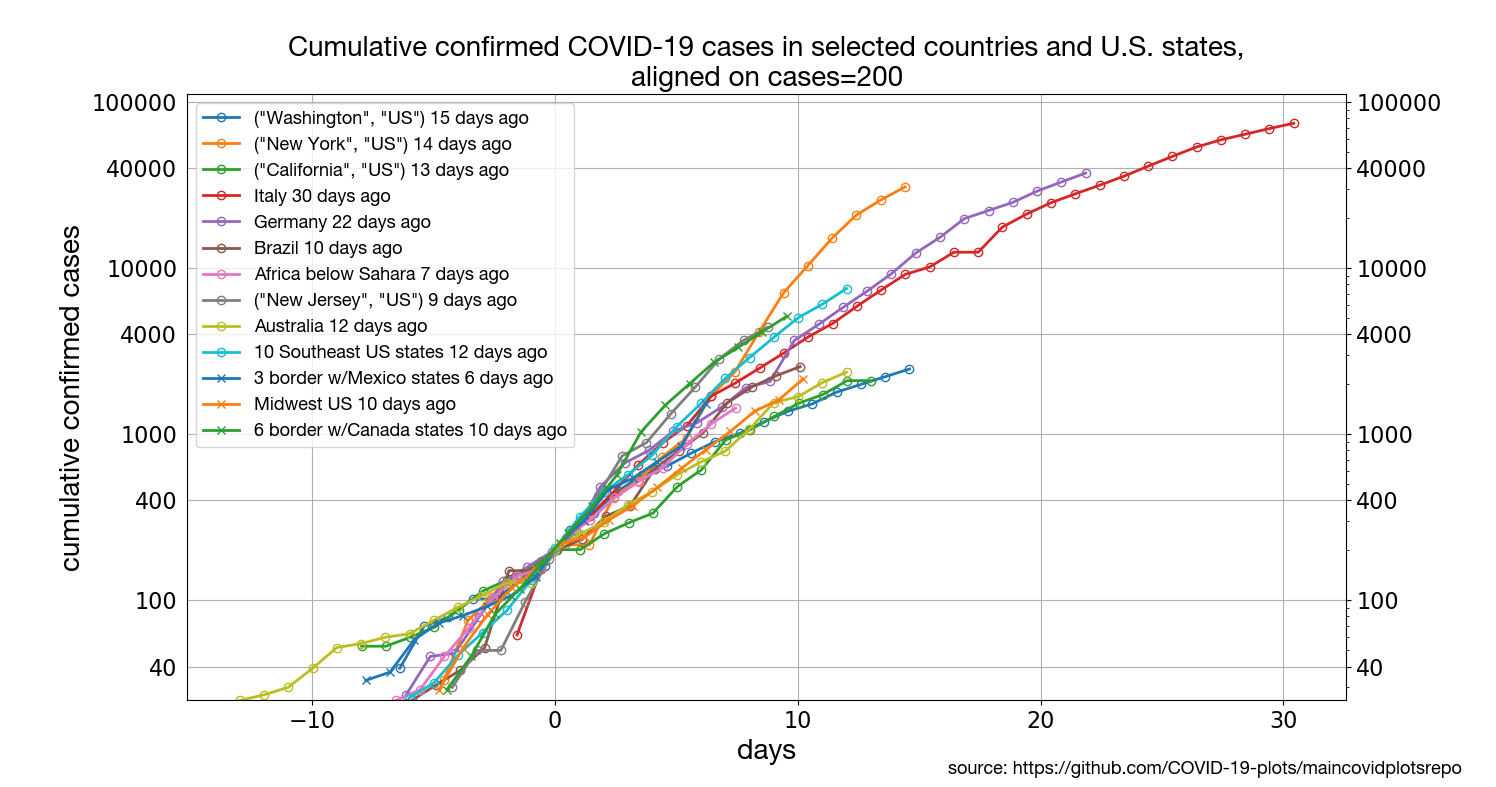 Cumulative confirmed COVID-19 cases in selected countries and U.S. states,
aligned on cases=200
100000
40000
10000
4000
1000
400
100
40
cumulative confirmed cases
("Washington", "US") 15 days ago
("New York", "US") 14 days ago
("California", "US") 13 days ago
Italy 30 days ago
Germany 22 days ago
Brazil 10 days ago
Africa below Sahara 7 days ago
("New Jersey", "US") 9 days ago
Australia 12 days ago
10 Southeast US states 12 days ago
3 border w/Mexico states 6 days ago
Midwest US 10 days ago
6 border w/Canada states 10 days ago
100000
40000
10000
4000
1000
400
100
40
−10 0 10 20 30
days
source: https://github.com/COVID-19-plots/maincovidplotsrepo